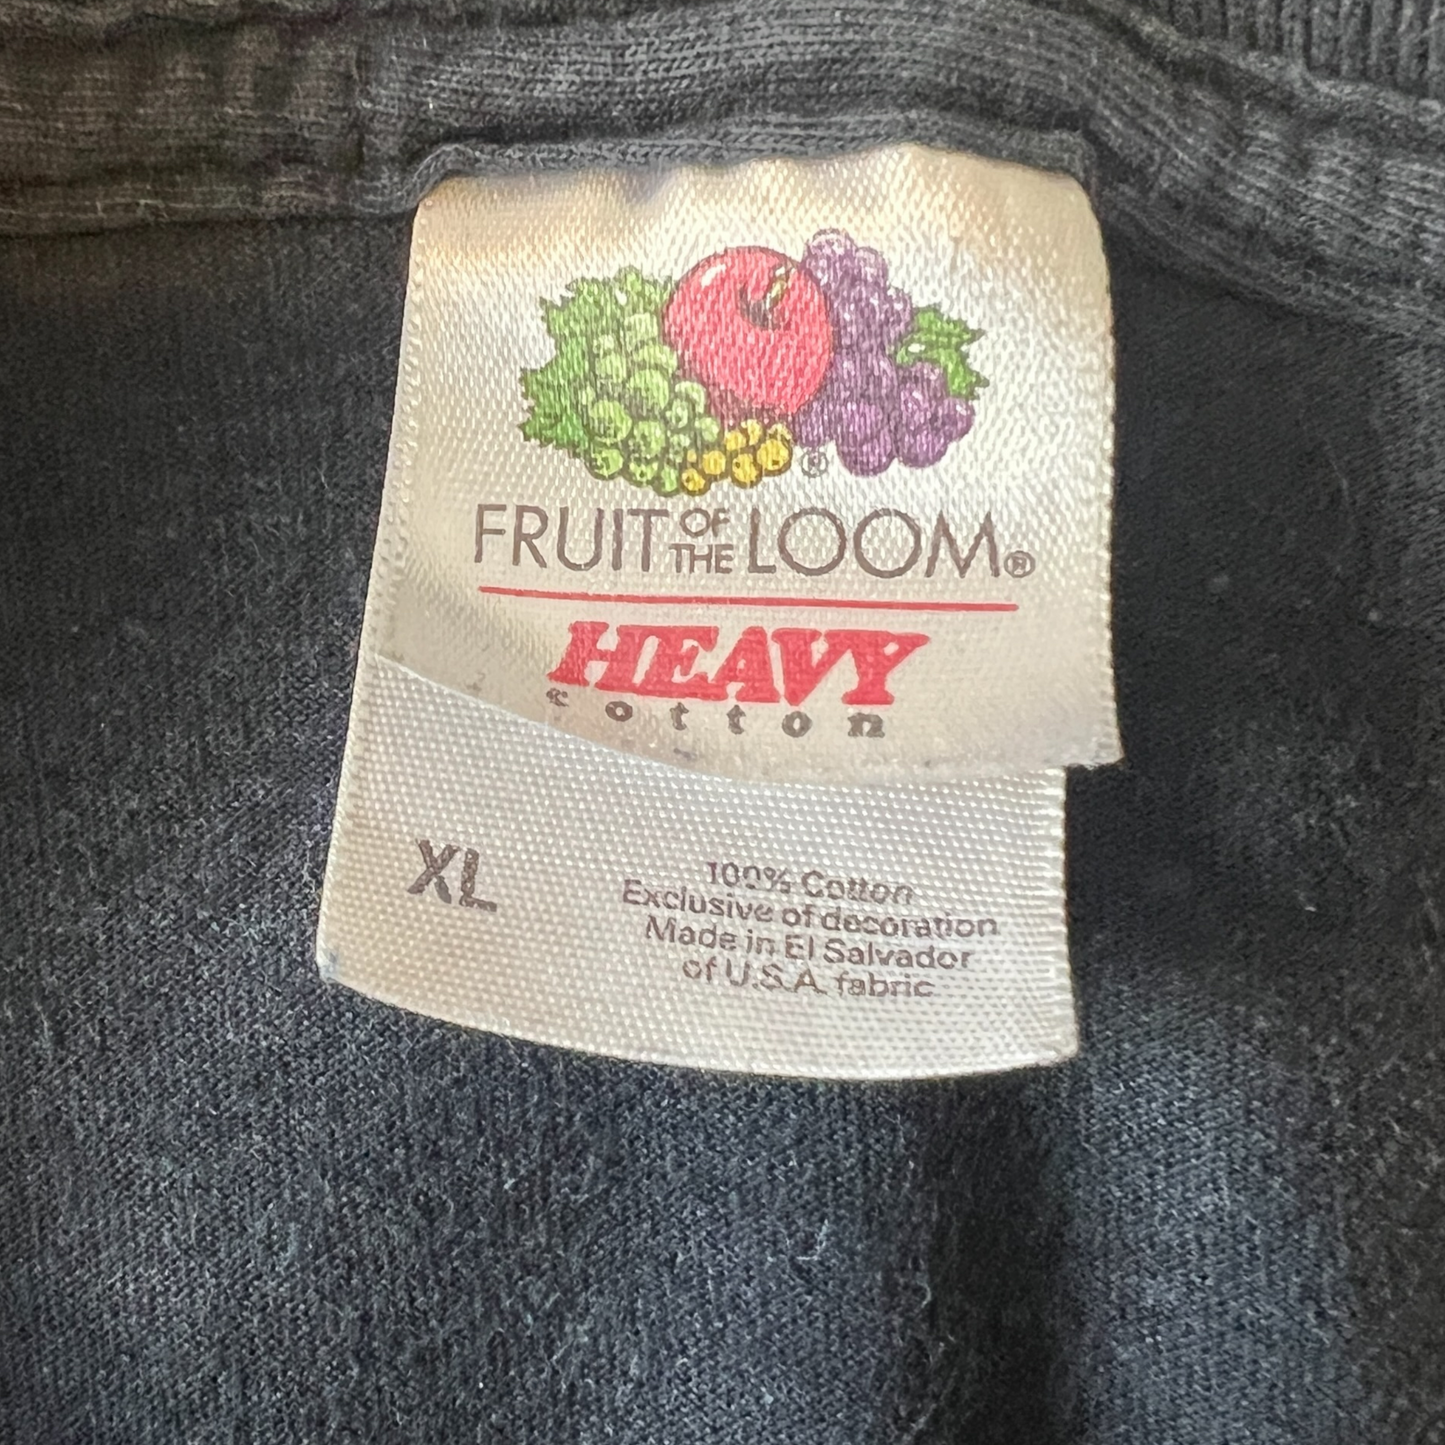 ®
FRUIT OF THE LOOM®
HEAVY
cotton
XL
100% Cotton
Exclusive of decoration
Made in El Salvador
of U.S.A. fabric